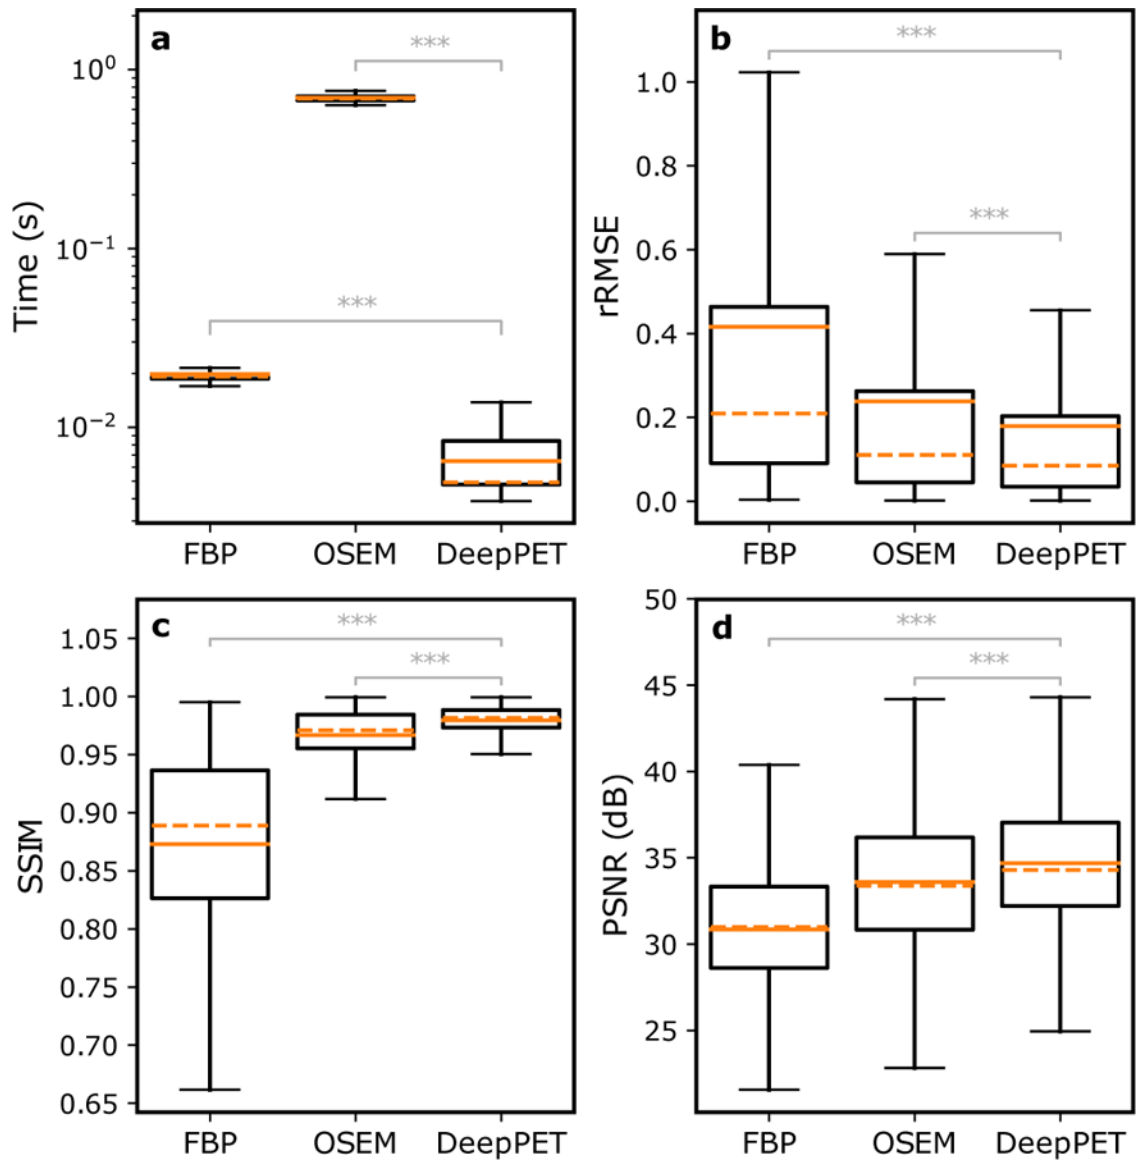 a
***
10⁰
10⁻¹
10⁻²
Time (s)
***
FBP OSEM DeepPET
b
***
1.0
0.8
0.6
0.4
0.2
0.0
rRMSE
***
FBP OSEM DeepPET
c
***
***
1.05
1.00
0.95
0.90
0.85
0.80
0.75
0.70
0.65
SSIM
FBP OSEM DeepPET
d
***
***
50
45
40
35
30
25
PSNR (dB)
FBP OSEM DeepPET